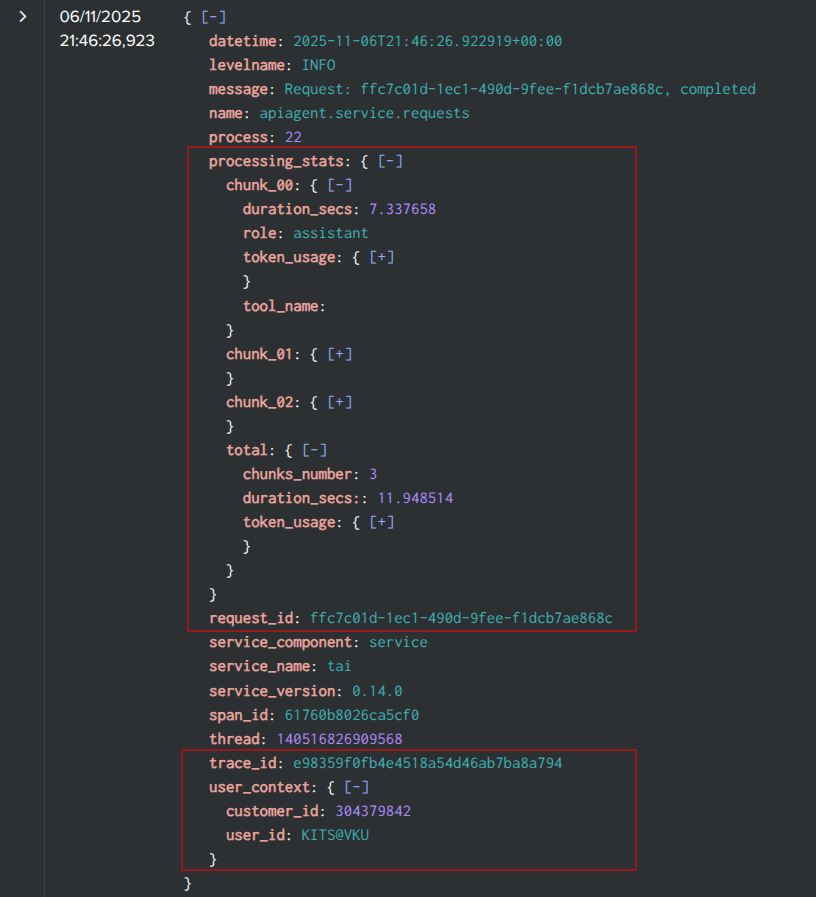 06/11/2025 { [-]
21:46:26,923 datetime: 2025-11-06T21:46:26.922919+00:00
levelname: INFO
message: Request: ffc7c01d-1ec1-490d-9fee-f1dcb7ae868c, completed
name: apiagent.service.requests
process: 22
processing_stats: { [-]
chunk_00: { [-]
duration_secs: 7.337658
role: assistant
token_usage: { [+]
}
tool_name:
}
chunk_01: { [+]
}
chunk_02: { [+]
}
total: { [-]
chunks_number: 3
duration_secs:: 11.948514
token_usage: { [+]
}
}
}
request_id: ffc7c01d-1ec1-490d-9fee-f1dcb7ae868c
service_component: service
service_name: tai
service_version: 0.14.0
span_id: 61760b8026ca5cf0
thread: 140516826909568
trace_id: e98359f0fb4e4518a54d46ab7ba8a794
user_context: { [-]
customer_id: 304379842
user_id: KITS@VKU
}
}